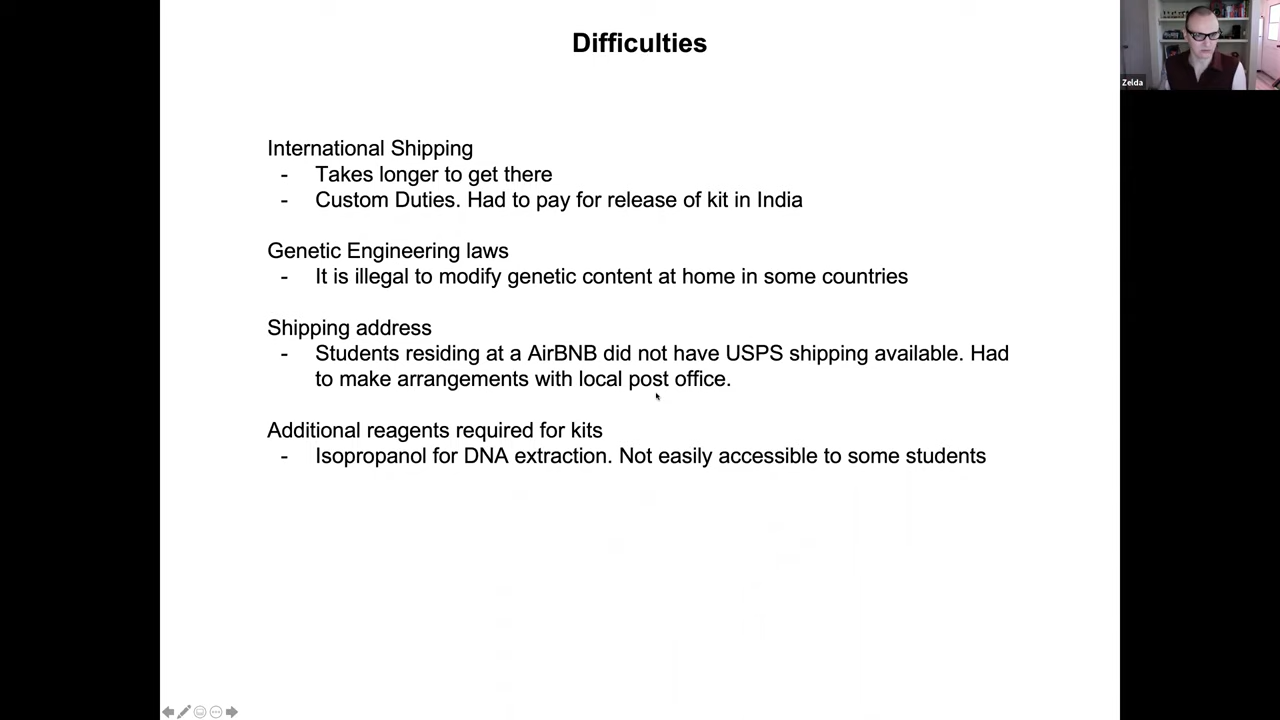 Difficulties
Zelda
International Shipping
- Takes longer to get there
- Custom Duties. Had to pay for release of kit in India
Genetic Engineering laws
- It is illegal to modify genetic content at home in some countries
Shipping address
- Students residing at a AirBNB did not have USPS shipping available. Had
to make arrangements with local post office.
Additional reagents required for kits
- Isopropanol for DNA extraction. Not easily accessible to some students